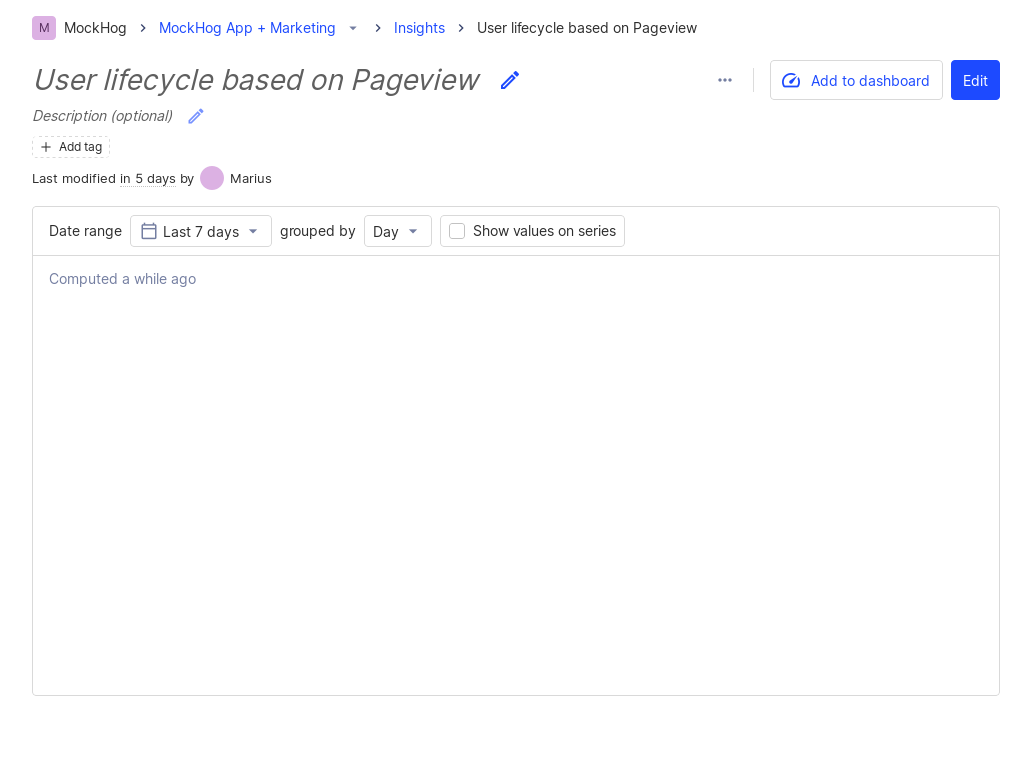 M MockHog MockHog App + Marketing Insights User lifecycle based on Pageview
User lifecycle based on Pageview
Add to dashboard Edit
Description (optional)
Add tag
Last modified in 5 days by Marius
Date range Last 7 days grouped by Day Show values on series
Computed a while ago